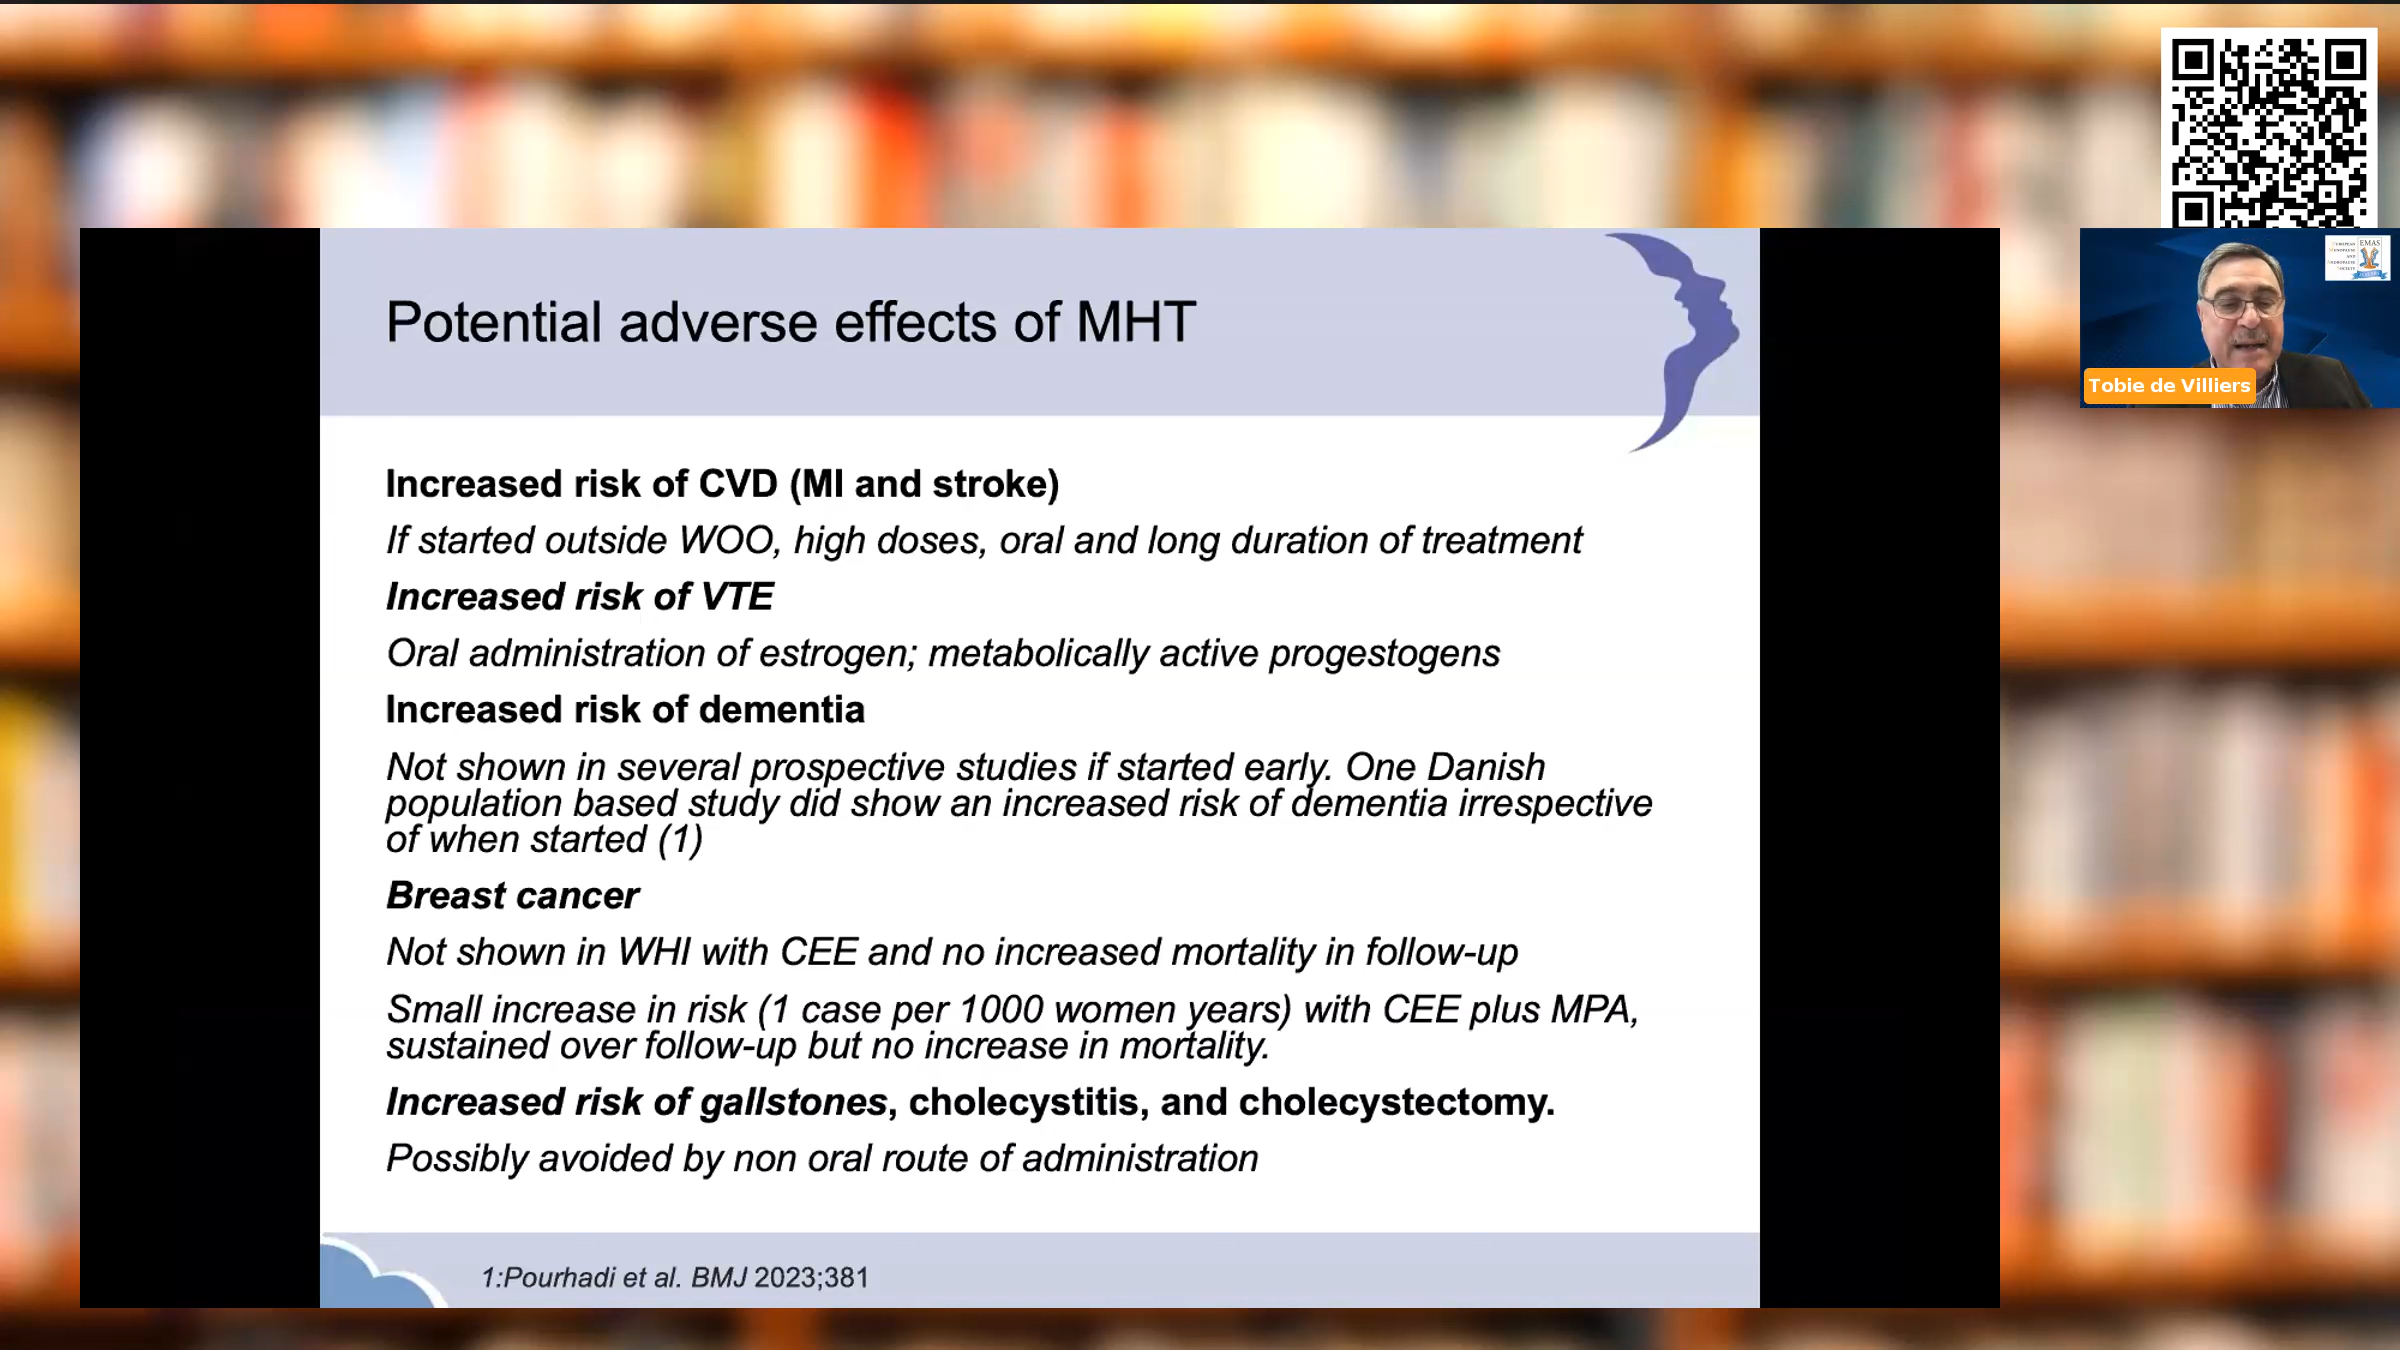 Potential adverse effects of MHT
EMAS
Tobie de Villiers
Increased risk of CVD (MI and stroke)
If started outside WOO, high doses, oral and long duration of treatment
Increased risk of VTE
Oral administration of estrogen; metabolically active progestogens
Increased risk of dementia
Not shown in several prospective studies if started early. One Danish
population based study did show an increased risk of dementia irrespective
of when started (1)
Breast cancer
Not shown in WHI with CEE and no increased mortality in follow-up
Small increase in risk (1 case per 1000 women years) with CEE plus MPA,
sustained over follow-up but no increase in mortality.
Increased risk of gallstones, cholecystitis, and cholecystectomy.
Possibly avoided by non oral route of administration
1:Pourhadi et al. BMJ 2023;381